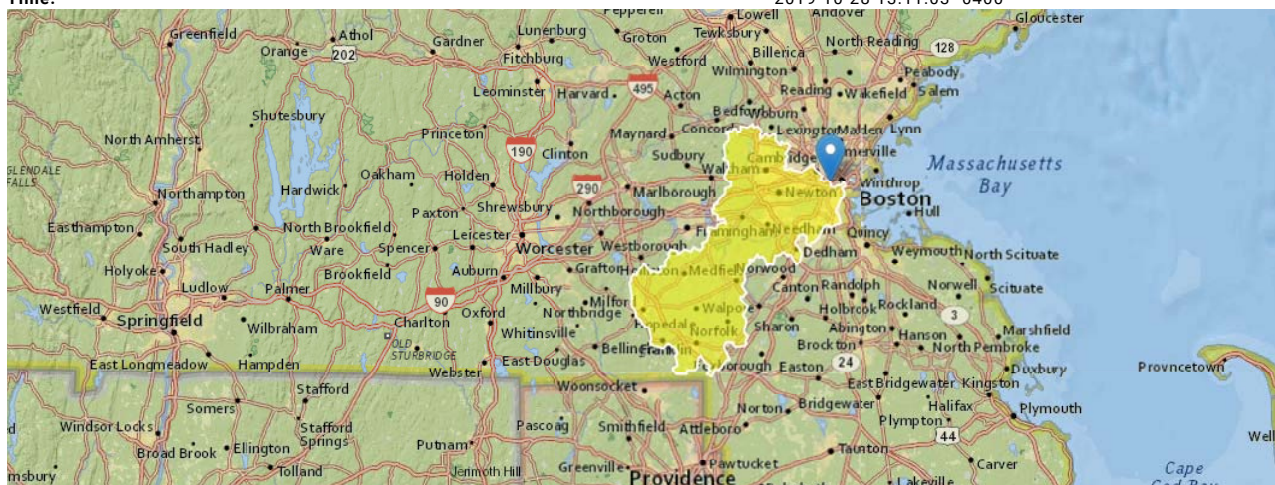 Time:
Pepperell
Lowell
Andover
Gloucester
Greenfield
Athol
Orange
202
Gardner
Lunenburg
Groton
Tewksbury
Fitchburg
Westford
Billerica
North Reading
128
Wilmington
Peabody
Leominster
Harvard
495
Acton
Reading
Wakefield
Salem
Bedford
Woburn
Shutesbury
Princeton
Maynard
Concord
Lexington
Malden
Lynn
North Amherst
190
Clinton
Sudbury
Waltham
GLENDALE
FALLS
Oakham
Holden
290
Massachusetts
Bay
Northampton
Hardwick
Marlborough
Newton
Winthrop
Boston
Paxton
Shrewsbury
Northborough
Hull
Easthampton
North Brookfield
Leicester
Framingham
Needham
Quincy
South Hadley
Ware
Spencer
Worcester
Westborough
Dedham
Weymouth
North Scituate
Holyoke
Brookfield
Auburn
Grafton
Medfield
Norwood
Ludlow
Palmer
Millbury
Canton
Randolph
Norwell
Scituate
Westfield
90
Oxford
Northbridge
Milford
Walpole
Holbrook
Rockland
3
Springfield
Wilbraham
Charlton
Whitinsville
Hopedale
Norfolk
Sharon
Abington
Hanson
Marshfield
OLD
STURBRIDGE
Bellingham
Franklin
Brockton
North Pembroke
East Longmeadow
Hampden
Webster
East Douglas
Foxborough
Easton
24
Duxbury
Provincetown
Stafford
Woonsocket
East Bridgewater
Kingston
Somers
Norton
Bridgewater
Halifax
Plymouth
Windsor Locks
Stafford
Springs
Pascoag
Smithfield
Attleboro
Plympton
44
Broad Brook
Ellington
Putnam
Taunton
Tolland
Jerimoth Hill
Greenville
Pawtucket
Carver
Providence
Lakeville
Cape
Cod Bay